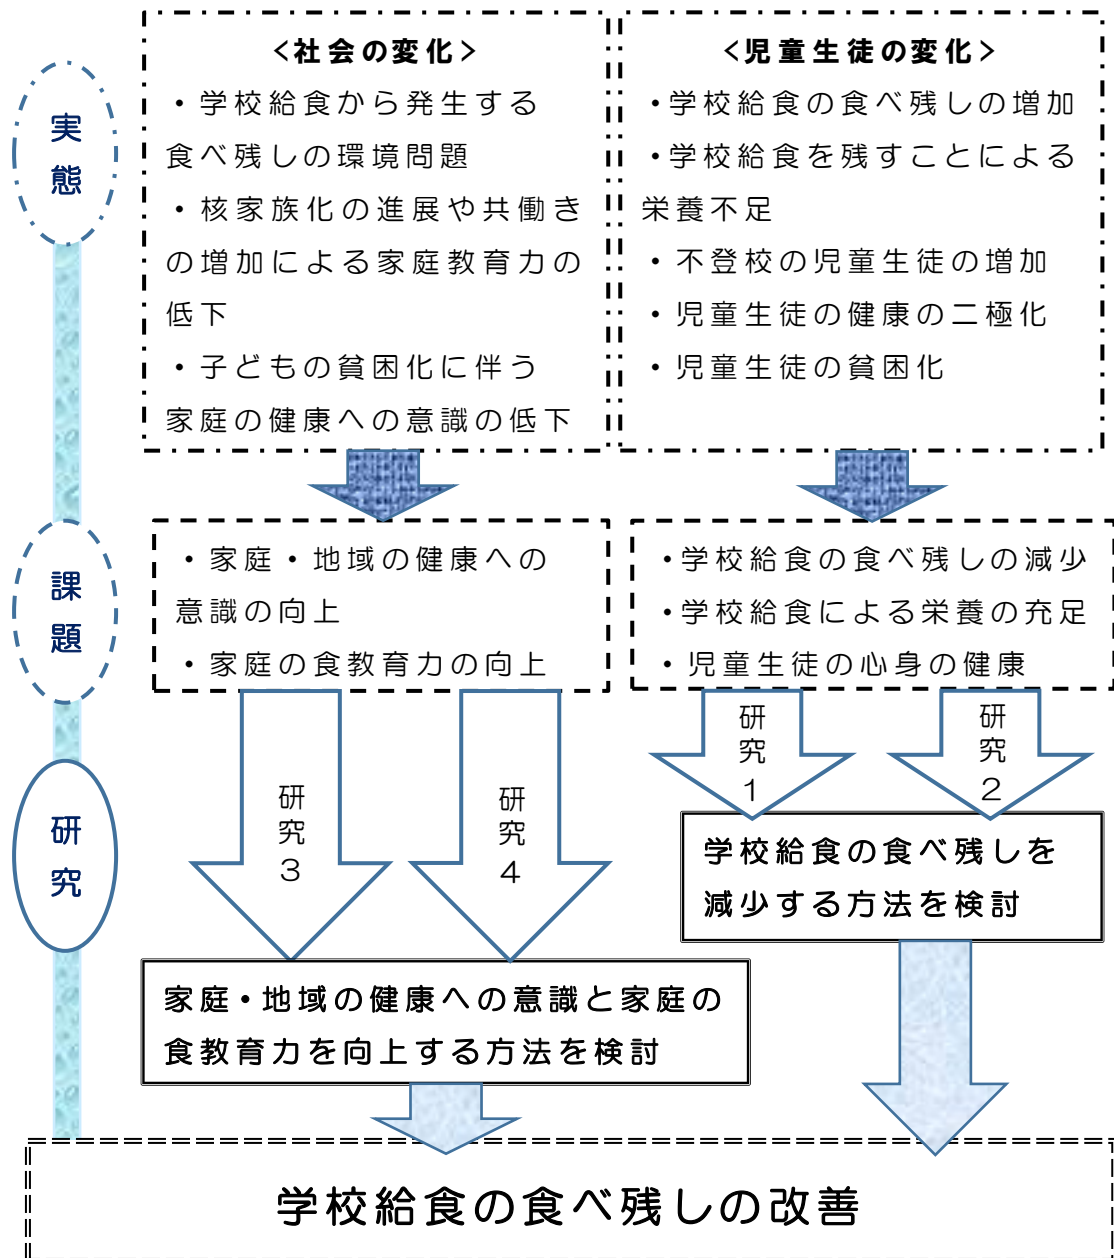 実態
<社会の変化>
・学校給食から発生する
食べ残しの環境問題
・核家族化の進展や共働き
の増加による家庭教育力の
低下
・子どもの貧困化に伴う
家庭の健康への意識の低下
<児童生徒の変化>
・学校給食の食べ残しの増加
・学校給食を残すことによる
栄養不足
・不登校の児童生徒の増加
・児童生徒の健康の二極化
・児童生徒の貧困化
課題
・家庭・地域の健康への
意識の向上
・家庭の食教育力の向上
・学校給食の食べ残しの減少
・学校給食による栄養の充足
・児童生徒の心身の健康
研究
研究3
研究4
研究1
研究2
学校給食の食べ残しを
減少する方法を検討
家庭・地域の健康への意識と家庭の
食教育力を向上する方法を検討
学校給食の食べ残しの改善